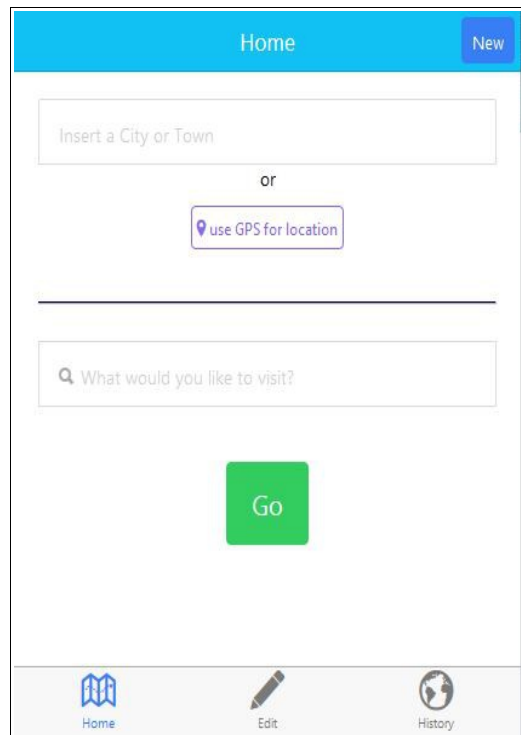 Home
New
Insert a City or Town
or
use GPS for location
What would you like to visit?
Go
Home
Edit
History